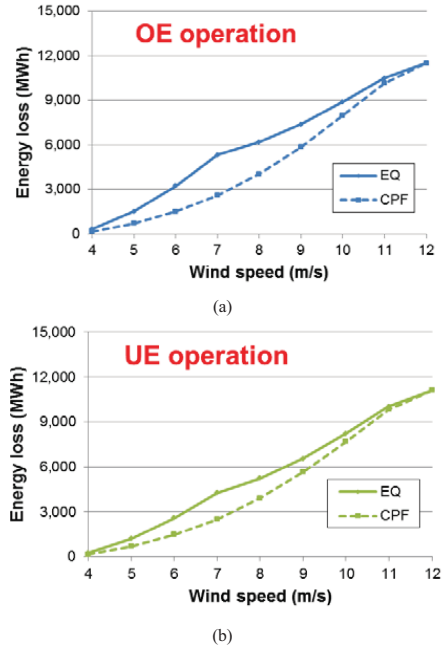 15,000
OE operation
12,000
9,000
6,000
3,000
0
Energy loss (MWh)
EQ
CPF
4 5 6 7 8 9 10 11 12
Wind speed (m/s)
(a)
15,000
UE operation
12,000
9,000
6,000
3,000
0
Energy loss (MWh)
EQ
CPF
4 5 6 7 8 9 10 11 12
Wind speed (m/s)
(b)